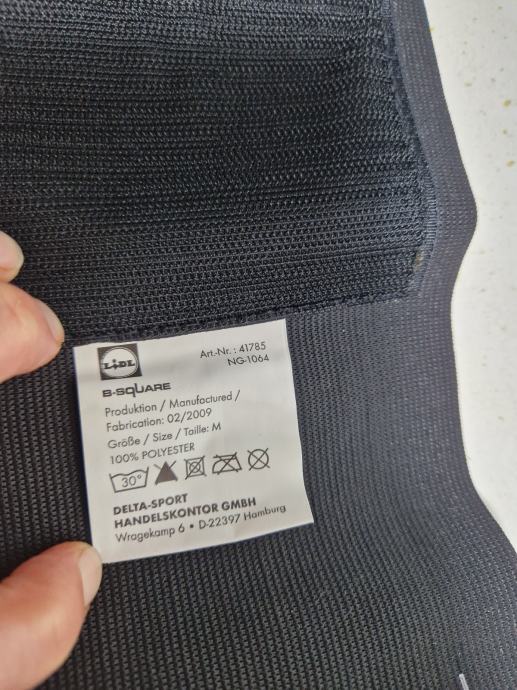 LiDL
Art.-Nr. : 41785
NG-1064
B-SQUARE
Produktion / Manufactured /
Fabrication: 02/2009
Größe / Size / Taille: M
100% POLYESTER
30°
DELTA-SPORT
HANDELSKONTOR GMBH
Wragekamp 6 • D-22397 Hamburg